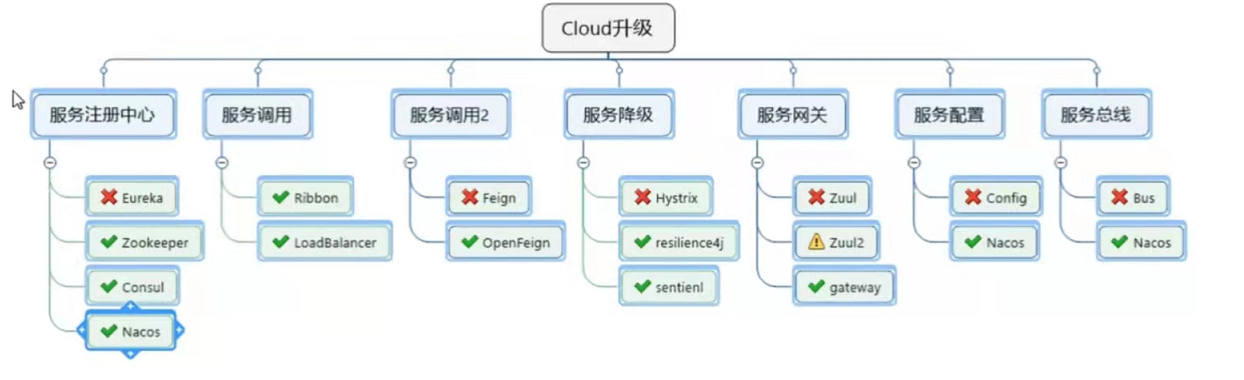 Cloud升级
服务注册中心
服务调用
服务调用2
服务降级
服务网关
服务配置
服务总线
Eureka
Zookeeper
Consul
Nacos
Ribbon
LoadBalancer
Feign
OpenFeign
Hystrix
resilience4j
sentienl
Zuul
Zuul2
gateway
Config
Nacos
Bus
Nacos